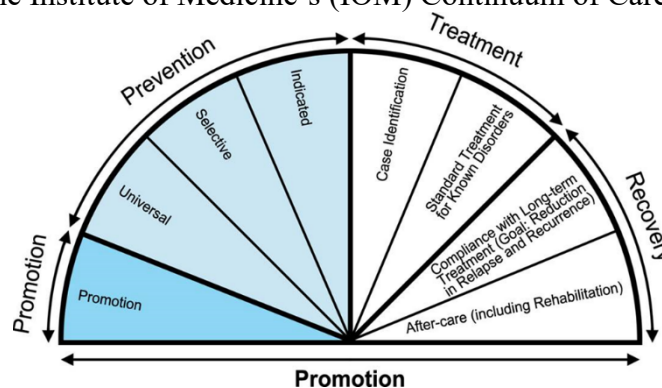 e Institute of Medicine's (IOM) Continuum of Care
Prevention
Treatment
Promotion
Recovery
Promotion
Universal
Selective
Indicated
Case Identification
Standard Treatment
for Known Disorders
Compliance with Long-term
Treatment (Goal: Reduction
in Relapse and Recurrence)
After-care (including Rehabilitation)
Promotion